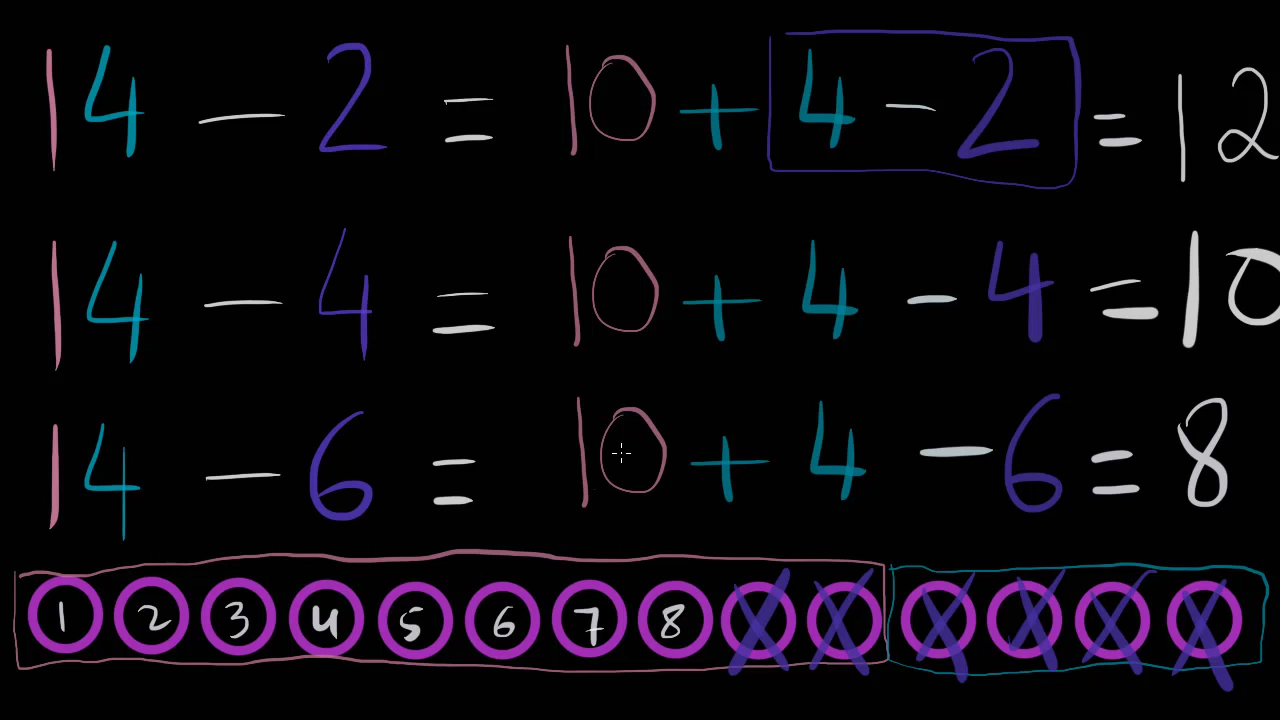 14 - 2 = 10 + 4 - 2 = 12
14 - 4 = 10 + 4 - 4 = 10
14 - 6 = 10 + 4 - 6 = 8
1 2 3 4 5 6 7 8 X X X X X X